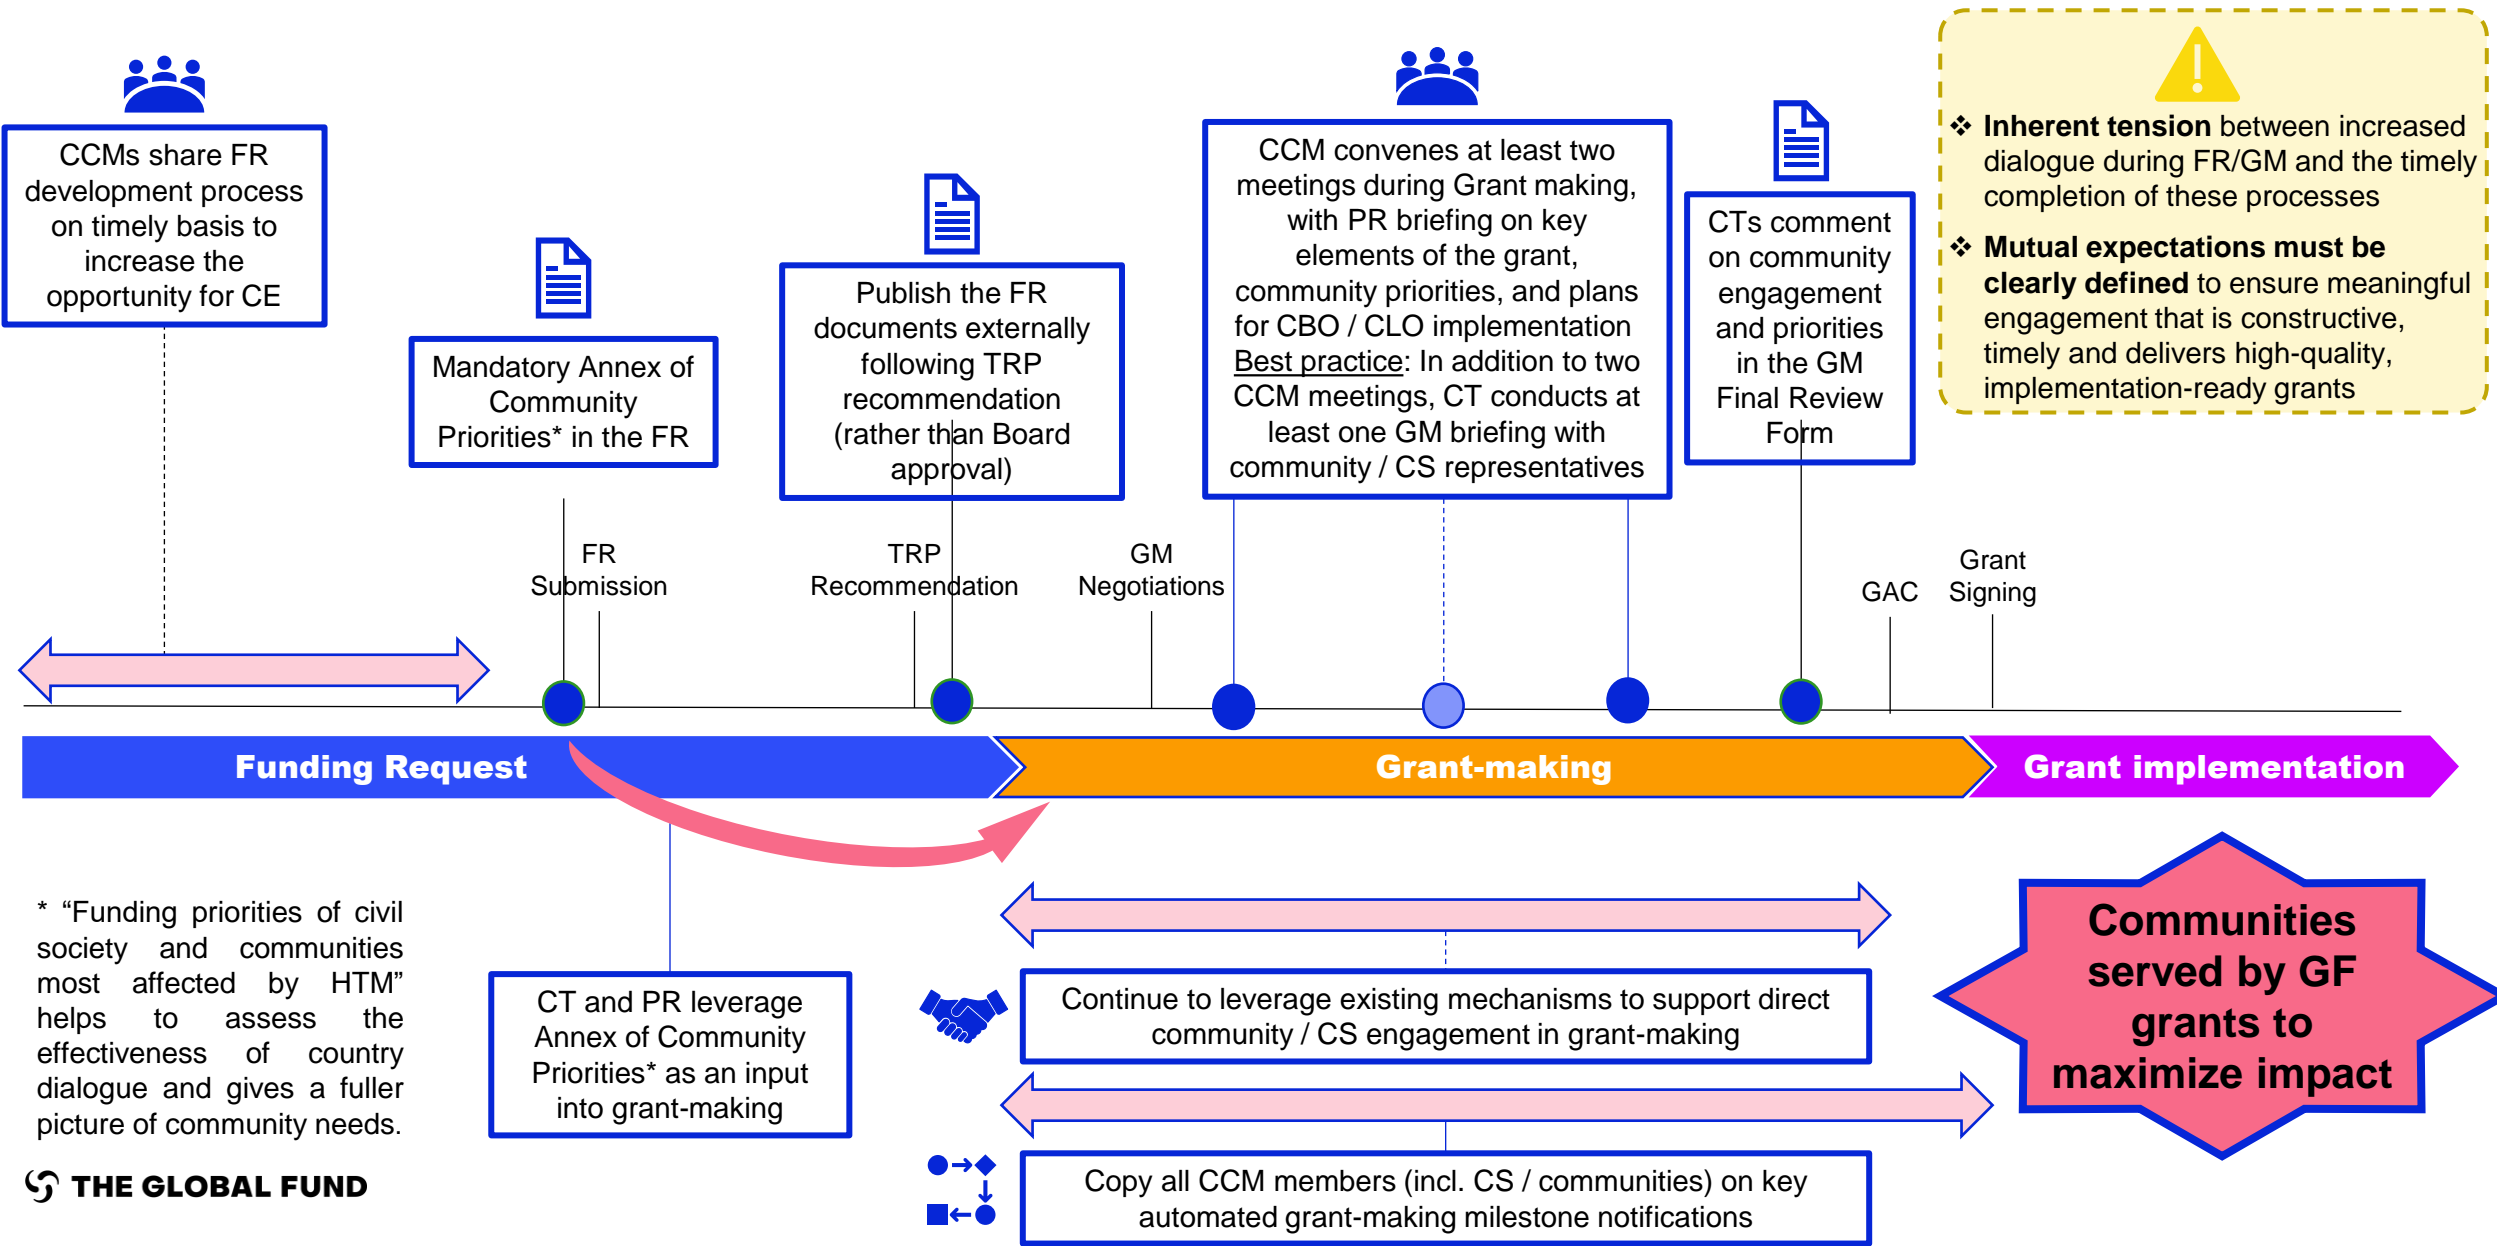 CCMs share FR
development process
on timely basis to
increase the
opportunity for CE
Mandatory Annex of
Community
Priorities* in the FR
Publish the FR
documents externally
following TRP
recommendation
(rather than Board
approval)
CCM convenes at least two
meetings during Grant making,
with PR briefing on key
elements of the grant,
community priorities, and plans
for CBO / CLO implementation
Best practice: In addition to two
CCM meetings, CT conducts at
least one GM briefing with
community / CS representatives
CTs comment
on community
engagement
and priorities
in the GM
Final Review
Form
❖ Inherent tension between increased
dialogue during FR/GM and the timely
completion of these processes
❖ Mutual expectations must be
clearly defined to ensure meaningful
engagement that is constructive,
timely and delivers high-quality,
implementation-ready grants
FR
Submission
TRP
Recommendation
GM
Negotiations
GAC
Grant
Signing
Funding Request
Grant-making
Grant implementation
* “Funding priorities of civil
society and communities
most affected by HTM”
helps to assess the
effectiveness of country
dialogue and gives a fuller
picture of community needs.
CT and PR leverage
Annex of Community
Priorities* as an input
into grant-making
Continue to leverage existing mechanisms to support direct
community / CS engagement in grant-making
Copy all CCM members (incl. CS / communities) on key
automated grant-making milestone notifications
Communities
served by GF
grants to
maximize impact
THE GLOBAL FUND